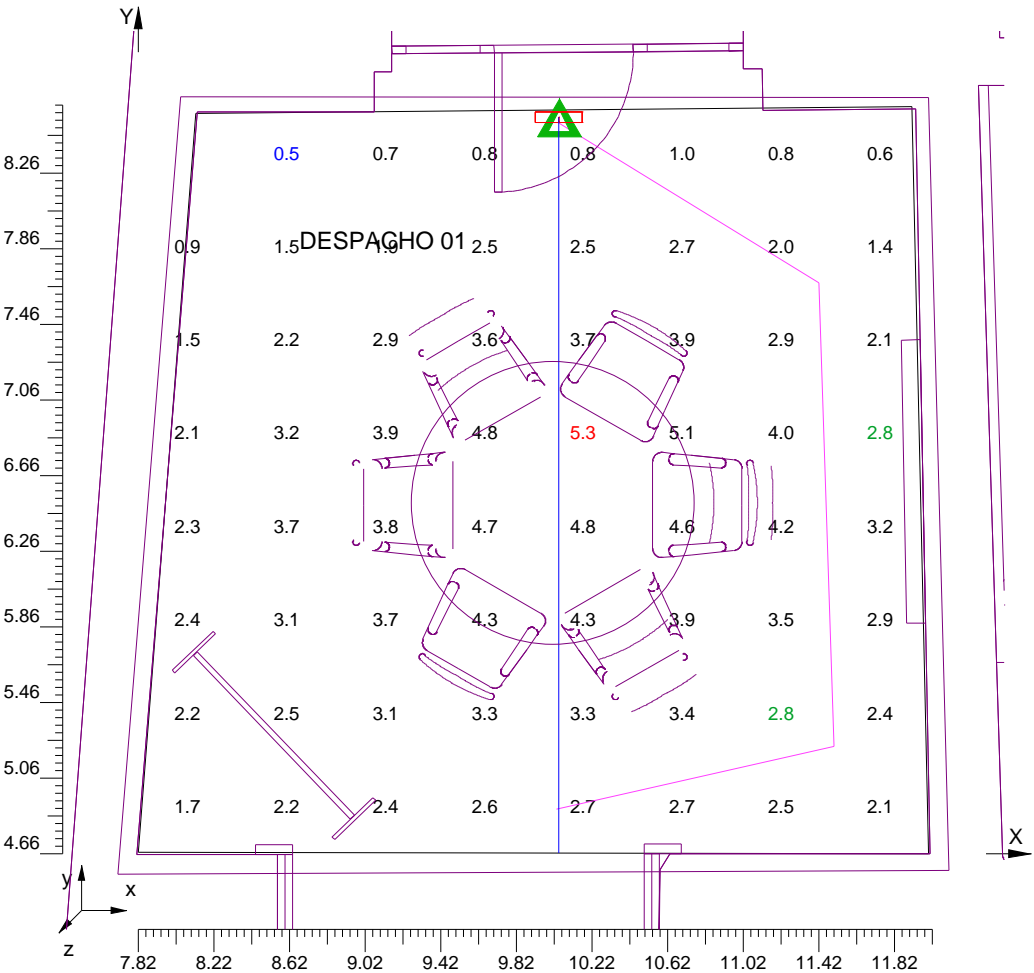 Y
8.26 0.5 0.7 0.8 0.8 1.0 0.8 0.6
DESPACHO 01
7.86 0.9 1.5 1.9 2.5 2.5 2.7 2.0 1.4
7.46 1.5 2.2 2.9 3.6 3.7 3.9 2.9 2.1
7.06
2.1 3.2 3.9 4.8 5.3 5.1 4.0 2.8
6.66
6.26 2.3 3.7 3.8 4.7 4.8 4.6 4.2 3.2
5.86 2.4 3.1 3.7 4.3 4.3 3.9 3.5 2.9
5.46 2.2 2.5 3.1 3.3 3.3 3.4 2.8 2.4
5.06
1.7 2.2 2.4 2.6 2.7 2.7 2.5 2.1
4.66 X
y x
z
7.82 8.22 8.62 9.02 9.42 9.82 10.22 10.62 11.02 11.42 11.82